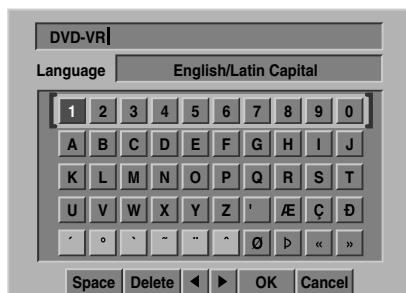 DVD-VR
Language English/Latin Capital
1 2 3 4 5 6 7 8 9 0
A B C D E F G H I J
K L M N O P Q R S T
U V W X Y Z ' Æ Ç Ð
´ ° ` ˜ ¨ ˆ Ø Þ « »
Space Delete ◀ ▶ OK Cancel